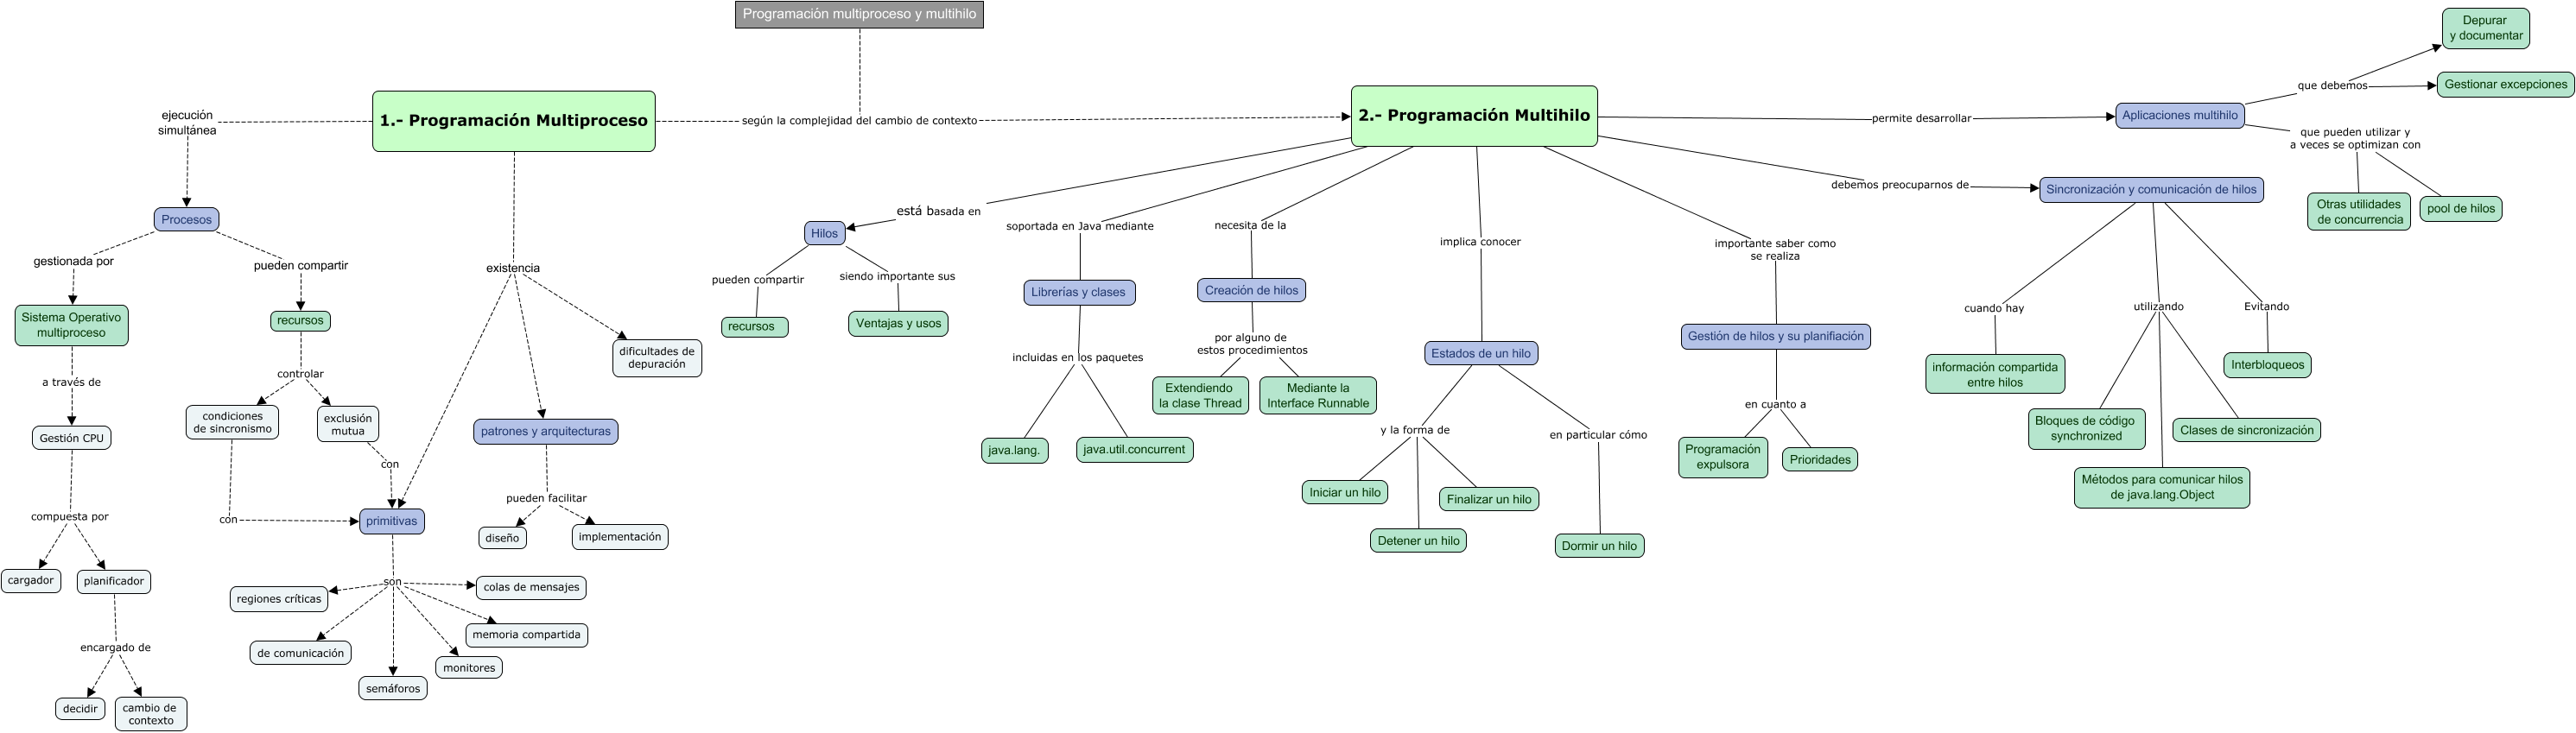 Programación multiproceso y multihilo
1.- Programación Multiproceso
según la complejidad del cambio de contexto
2.- Programación Multihilo
ejecución
simultánea
Procesos
gestionada por
pueden compartir
Sistema Operativo
multiproceso
recursos
a través de
controlar
Gestión CPU
condiciones
de sincronismo
exclusión
mutua
con
con
compuesta por
cargador
planificador
encargado de
decidir
cambio de
contexto
existencia
dificultades de
depuración
patrones y arquitecturas
pueden facilitar
diseño
implementación
primitivas
son
regiones críticas
de comunicación
semáforos
monitores
memoria compartida
colas de mensajes
está basada en
Hilos
pueden compartir
siendo importante sus
recursos
Ventajas y usos
soportada en Java mediante
Librerías y clases
incluidas en los paquetes
java.lang.
java.util.concurrent
necesita de la
Creación de hilos
por alguno de
estos procedimientos
Extendiendo
la clase Thread
Mediante la
Interface Runnable
implica conocer
Estados de un hilo
y la forma de
en particular cómo
Iniciar un hilo
Detener un hilo
Finalizar un hilo
Dormir un hilo
importante saber como
se realiza
Gestión de hilos y su planifiación
en cuanto a
Programación
expulsora
Prioridades
debemos preocuparnos de
Sincronización y comunicación de hilos
cuando hay
utilizando
Evitando
información compartida
entre hilos
Bloques de código
synchronized
Métodos para comunicar hilos
de java.lang.Object
Clases de sincronización
Interbloqueos
permite desarrollar
Aplicaciones multihilo
que debemos
Depurar
y documentar
Gestionar excepciones
que pueden utilizar y
a veces se optimizan con
Otras utilidades
de concurrencia
pool de hilos